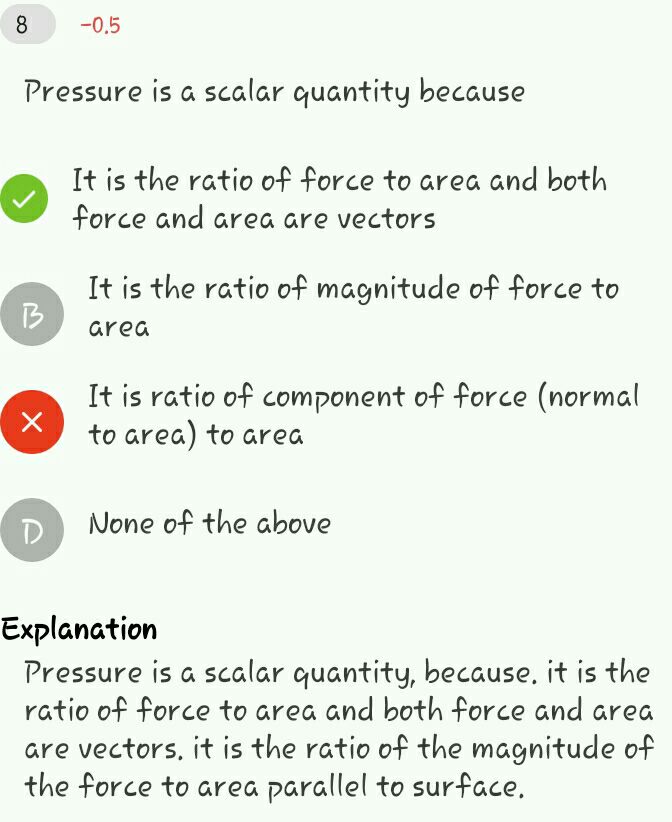 8 -0.5
Pressure is a scalar quantity because
It is the ratio of force to area and both
force and area are vectors
B It is the ratio of magnitude of force to
area
It is ratio of component of force (normal
to area) to area
D None of the above
Explanation
Pressure is a scalar quantity, because. it is the
ratio of force to area and both force and area
are vectors. it is the ratio of the magnitude of
the force to area parallel to surface.